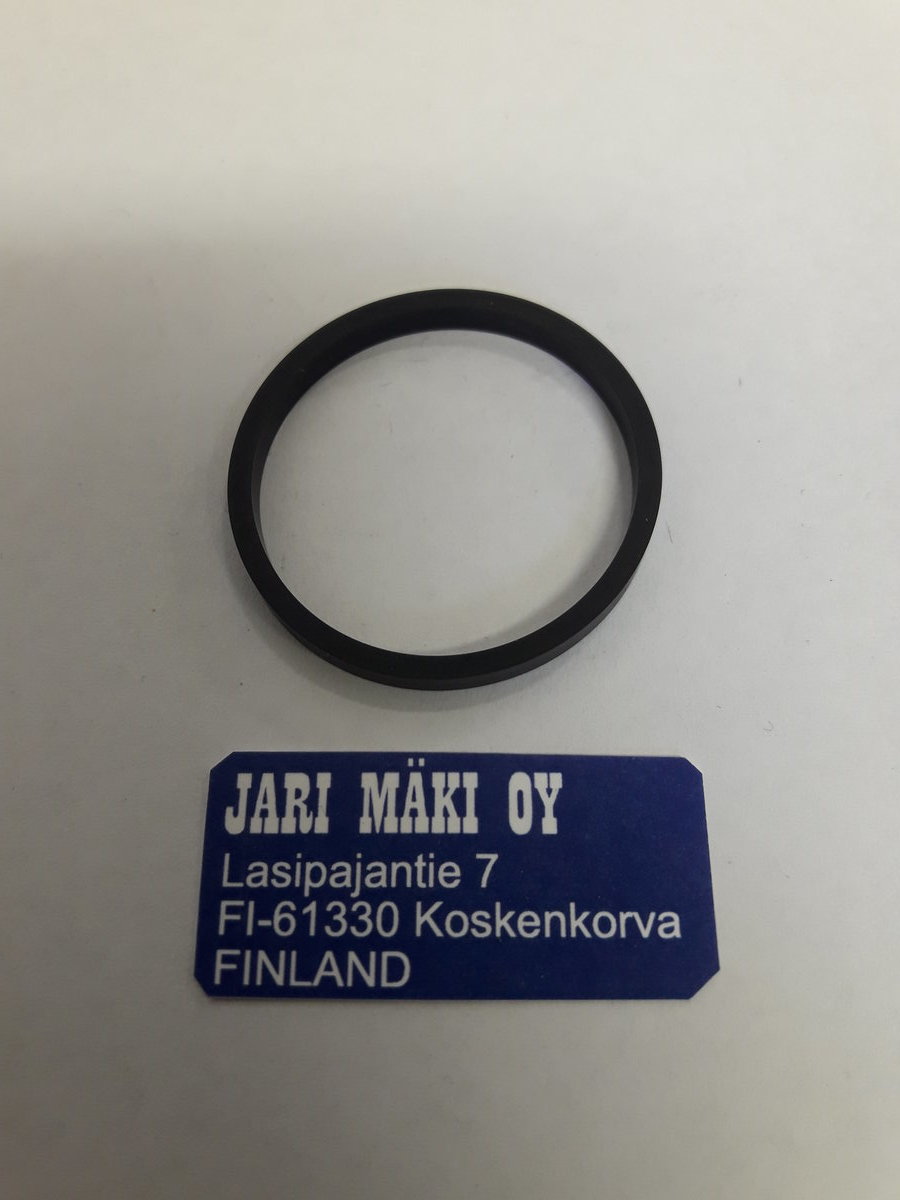 JARI MÄKI OY
Lasipajantie 7
FI-61330 Koskenkorva
FINLAND